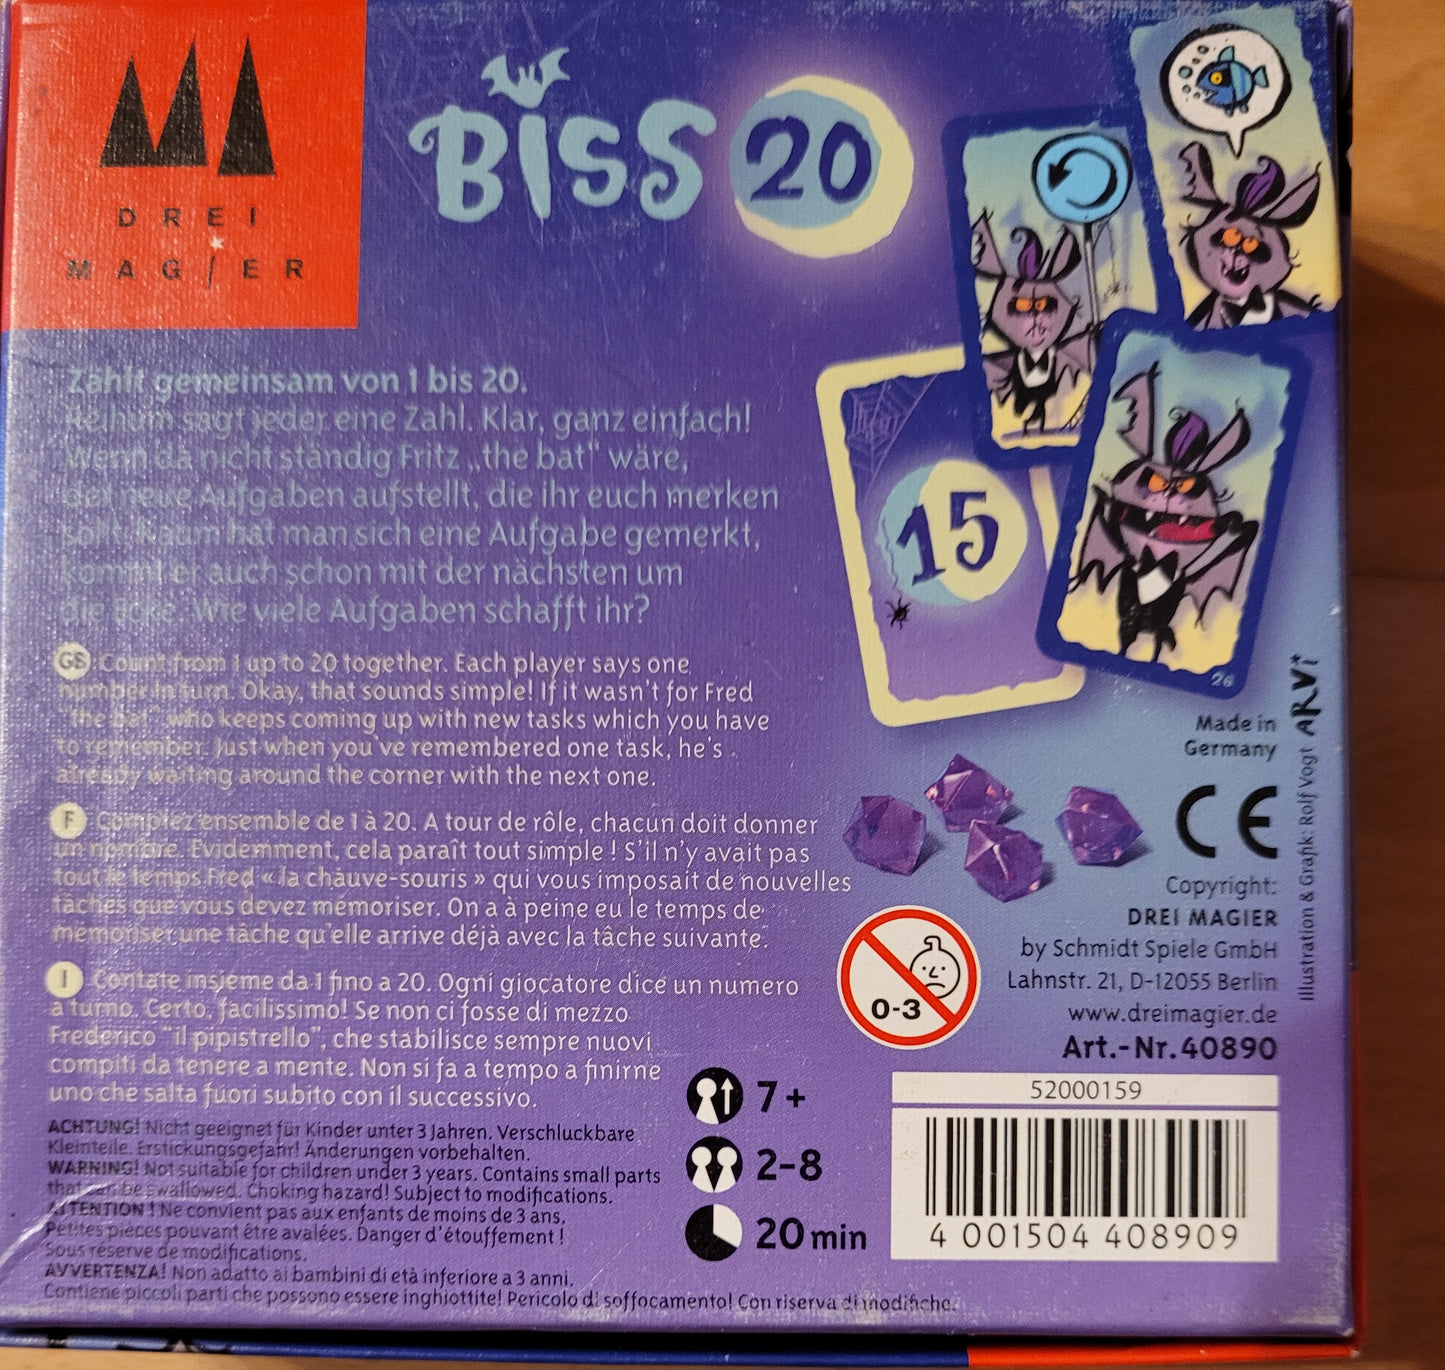 DREI
MAGIER
BISS 20
15
26
Zählt gemeinsam von 1 bis 20.
Reihum sagt jeder eine Zahl. Klar, ganz einfach!
Wenn da nicht ständig Fritz „the bat“ wäre,
der neue Aufgaben aufstellt, die ihr euch merken
sollt. Kaum hat man sich eine Aufgabe gemerkt,
kommt er auch schon mit der nächsten um
die Ecke. Wie viele Aufgaben schafft ihr?
GB Count from 1 up to 20 together. Each player says one
number in turn. Okay, that sounds simple! If it wasn't for Fred
"the bat" who keeps coming up with new tasks which you have
to remember. Just when you've remembered one task, he's
already waiting around the corner with the next one.
F Comptez ensemble de 1 à 20. A tour de rôle, chacun doit donner
un nombre. Evidemment, cela paraît tout simple ! S'il n'y avait pas
tout le temps Fred « la chauve-souris » qui vous imposait de nouvelles
tâches que vous devez mémoriser. On a à peine eu le temps de
mémoriser une tâche qu'elle arrive déjà avec la tâche suivante.
I Contate insieme da 1 fino a 20. Ogni giocatore dice un numero
a turno. Certo, facilissimo! Se non ci fosse di mezzo
Frederico "il pipistrello", che stabilisce sempre nuovi
compiti da tenere a mente. Non si fa a tempo a finirne
uno che salta fuori subito con il successivo.
ACHTUNG! Nicht geeignet für Kinder unter 3 Jahren. Verschluckbare
Kleinteile. Erstickungsgefahr! Änderungen vorbehalten.
WARNING! Not suitable for children under 3 years. Contains small parts
that can be swallowed. Choking hazard! Subject to modifications.
ATTENTION ! Ne convient pas aux enfants de moins de 3 ans.
Petites pièces pouvant être avalées. Danger d'étouffement !
Sous réserve de modifications.
AVVERTENZA! Non adatto ai bambini di età inferiore a 3 anni.
Contiene piccoli parti che possono essere inghiottite! Pericolo di soffocamento! Con riserva di modifiche.
7+
2-8
20 min
0-3
Made in
Germany
CE
Copyright:
DREI MAGIER
by Schmidt Spiele GmbH
Lahnstr. 21, D-12055 Berlin
www.dreimagier.de
Art.-Nr. 40890
52000159
4 001504 408909
Illustration & Grafik: Rolf Vogt ARVi